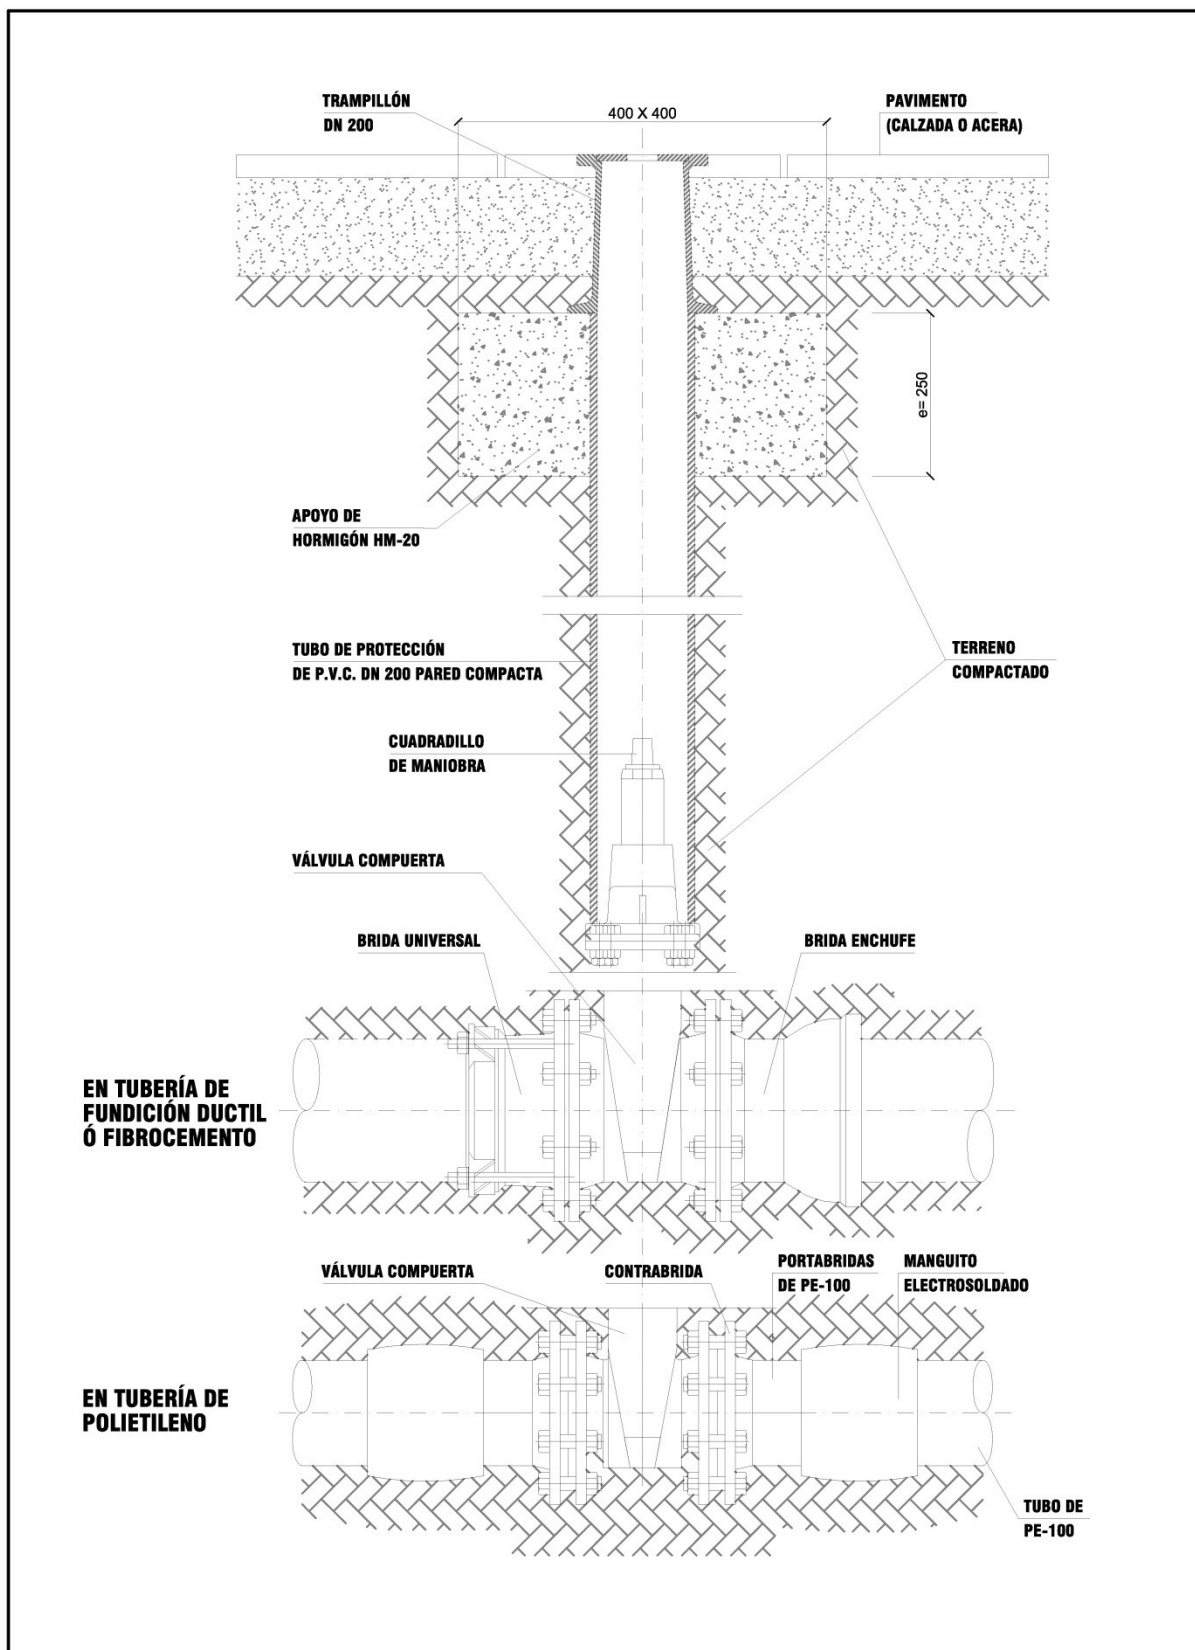 TRAMPILLÓN
DN 200
400 X 400
PAVIMENTO
(CALZADA O ACERA)
e= 250
APOYO DE
HORMIGÓN HM-20
TUBO DE PROTECCIÓN
DE P.V.C. DN 200 PARED COMPACTA
TERRENO
COMPACTADO
CUADRADILLO
DE MANIOBRA
VÁLVULA COMPUERTA
BRIDA UNIVERSAL
BRIDA ENCHUFE
EN TUBERÍA DE
FUNDICIÓN DUCTIL
Ó FIBROCEMENTO
VÁLVULA COMPUERTA
CONTRABRIDA
PORTABRIDAS
DE PE-100
MANGUITO
ELECTROSOLDADO
EN TUBERÍA DE
POLIETILENO
TUBO DE
PE-100